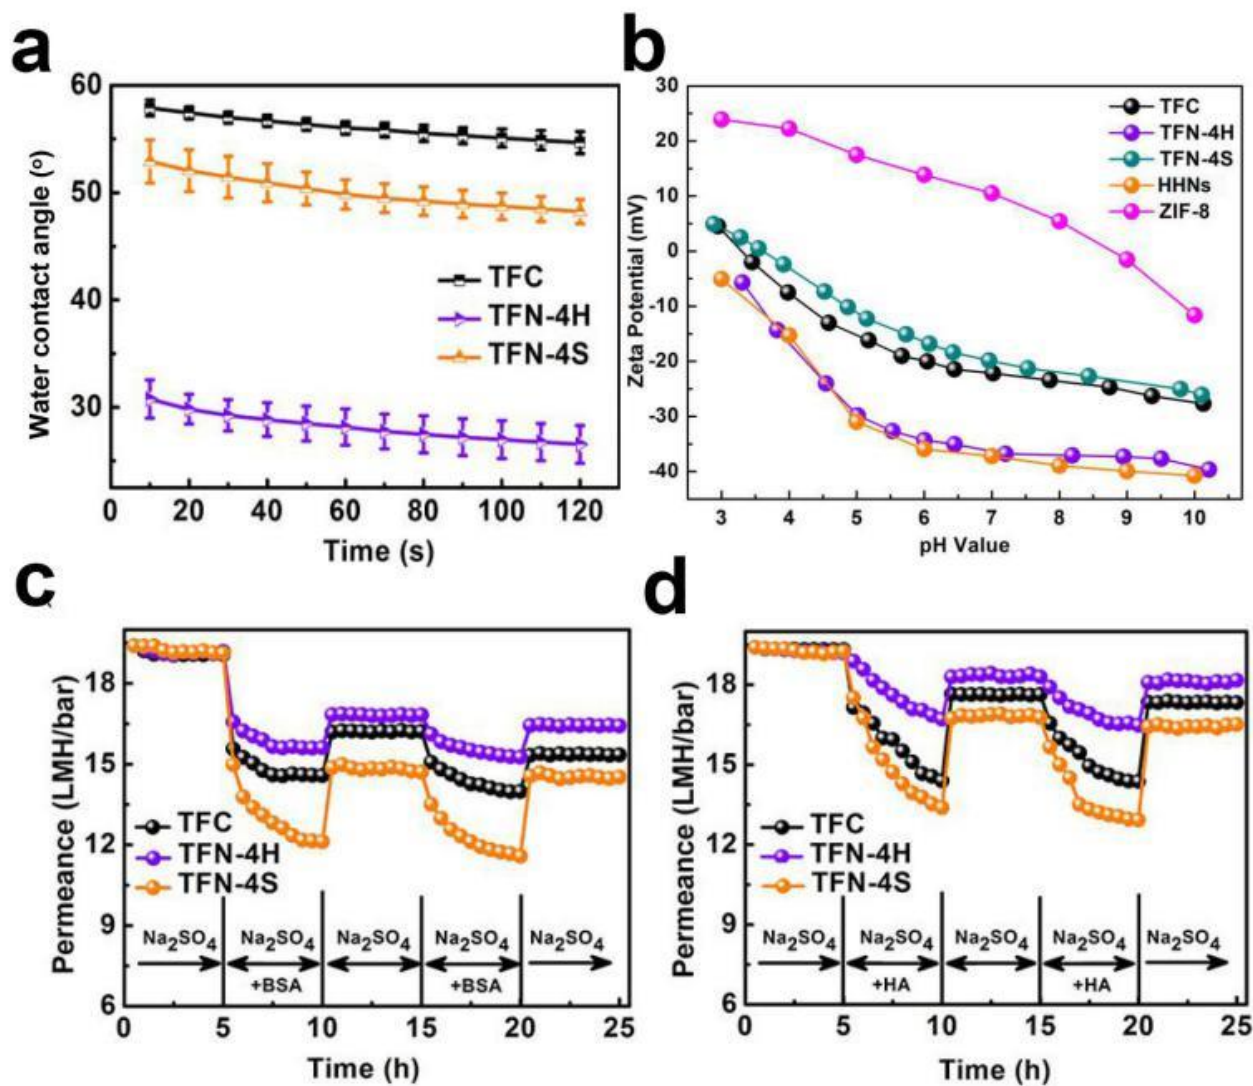 a
60
50
40
30
Water contact angle (º)
TFC
TFN-4H
TFN-4S
0 20 40 60 80 100 120
Time (s)
b
30
20
10
0
-10
-20
-30
-40
Zeta Potential (mV)
TFC
TFN-4H
TFN-4S
HHNs
ZIF-8
3 4 5 6 7 8 9 10
pH Value
c
18
15
12
9
6
Permeance (LMH/bar)
TFC
TFN-4H
TFN-4S
Na₂SO₄ Na₂SO₄ Na₂SO₄ Na₂SO₄ Na₂SO₄
+BSA +BSA
0 5 10 15 20 25
Time (h)
d
18
15
12
9
6
Permeance (LMH/bar)
TFC
TFN-4H
TFN-4S
Na₂SO₄ Na₂SO₄ Na₂SO₄ Na₂SO₄ Na₂SO₄
+HA +HA
0 5 10 15 20 25
Time (h)